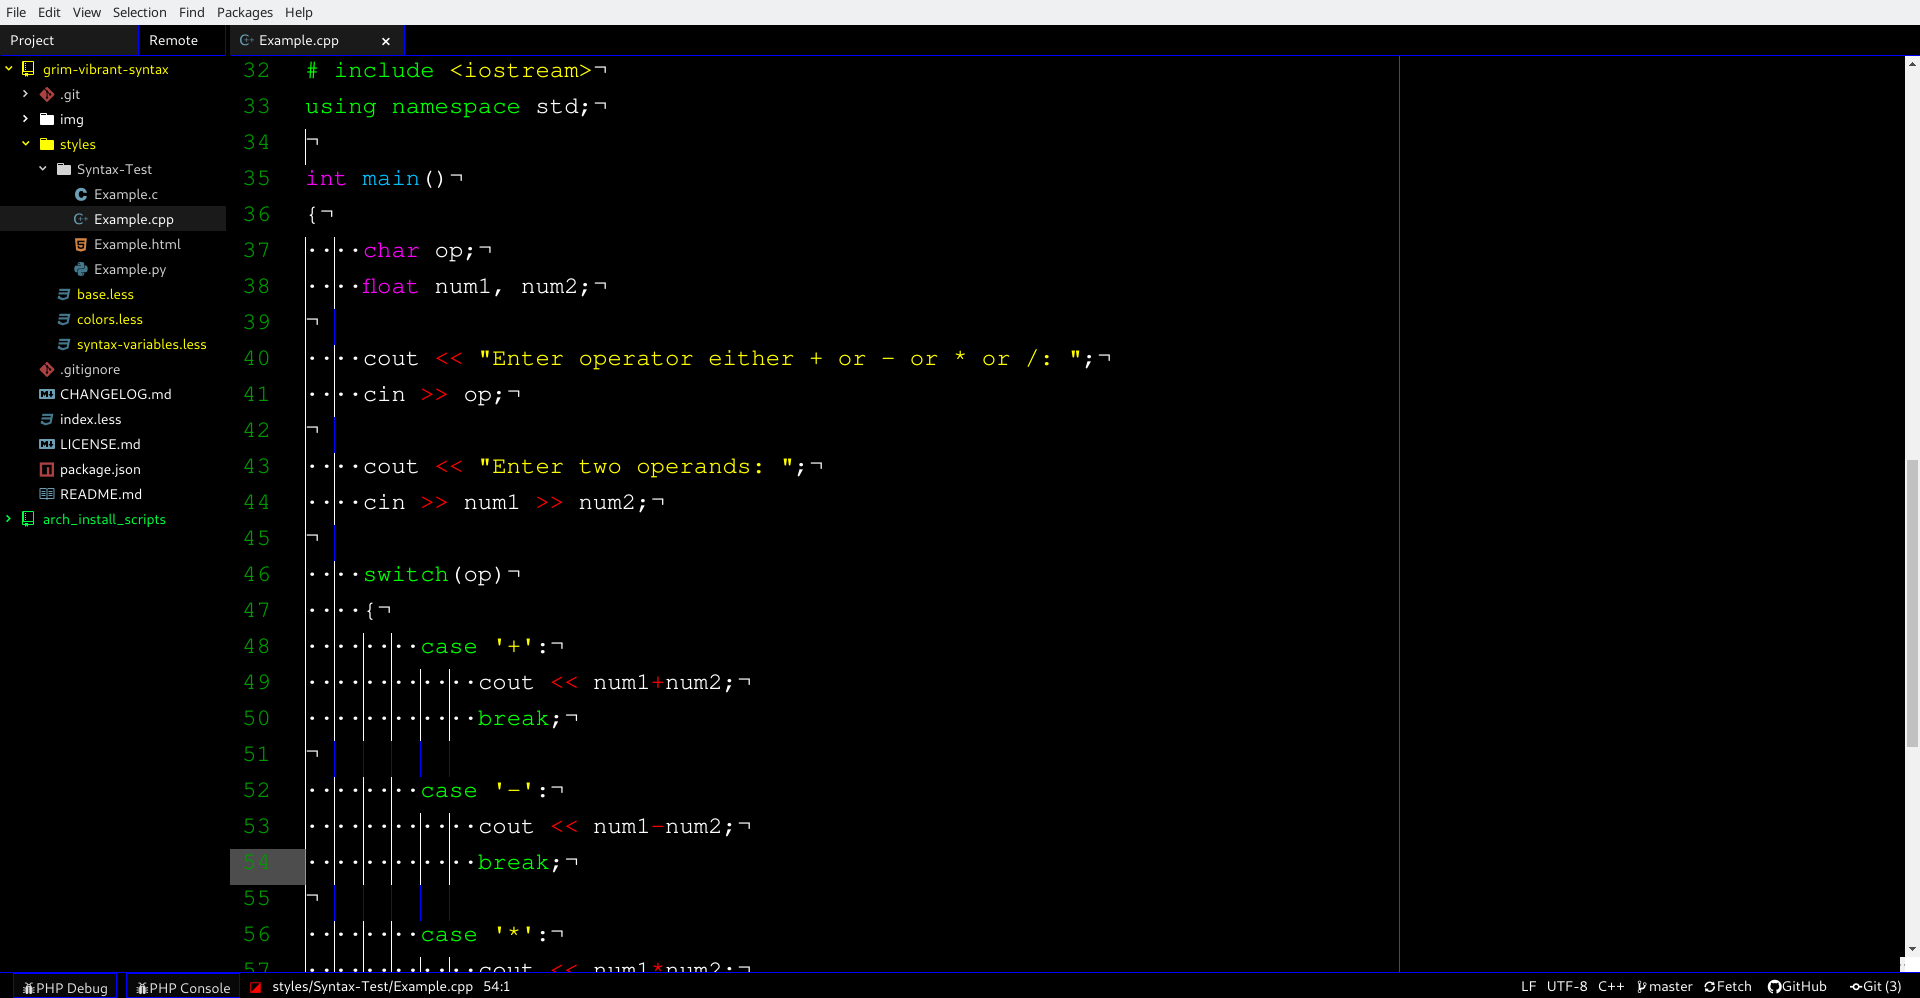 File Edit View Selection Find Packages Help
Project Remote Example.cpp ×
grim-vibrant-syntax
.git
img
styles
Syntax-Test
Example.c
Example.cpp
Example.html
Example.py
base.less
colors.less
syntax-variables.less
.gitignore
CHANGELOG.md
index.less
LICENSE.md
package.json
README.md
arch_install_scripts
32 # include <iostream>¬
33 using namespace std;¬
34 ¬
35 int main()¬
36 {¬
37 ····char op;¬
38 ····float num1, num2;¬
39 ¬
40 ····cout << "Enter operator either + or - or * or /: ";¬
41 ····cin >> op;¬
42 ¬
43 ····cout << "Enter two operands: ";¬
44 ····cin >> num1 >> num2;¬
45 ¬
46 ····switch(op)¬
47 ····{¬
48 ········case '+':¬
49 ············cout << num1+num2;¬
50 ············break;¬
51 ¬
52 ········case '-':¬
53 ············cout << num1-num2;¬
54 ············break;¬
55 ¬
56 ········case '*':¬
57 ············cout << num1*num2;¬
PHP Debug PHP Console styles/Syntax-Test/Example.cpp 54:1 LF UTF-8 C++ master Fetch GitHub Git (3)